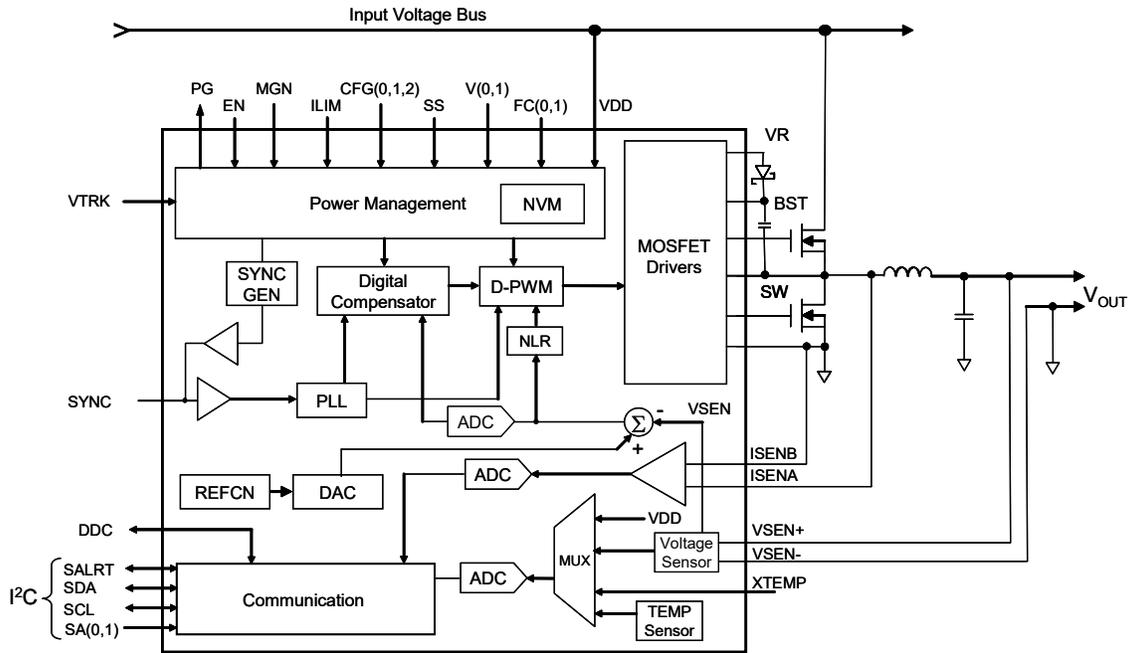 Input Voltage Bus
PG
EN
MGN
ILIM
CFG(0,1,2)
SS
V(0,1)
FC(0,1)
VDD
VR
VTRK
Power Management
NVM
BST
MOSFET
Drivers
SYNC
GEN
Digital
Compensator
D-PWM
SW
VOUT
NLR
SYNC
PLL
ADC
Σ
-
+
VSEN
ISENB
ISENA
ADC
REFCN
DAC
DDC
VDD
Voltage
Sensor
VSEN+
VSEN-
MUX
XTEMP
TEMP
Sensor
ADC
Communication
I²C
SALRT
SDA
SCL
SA(0,1)